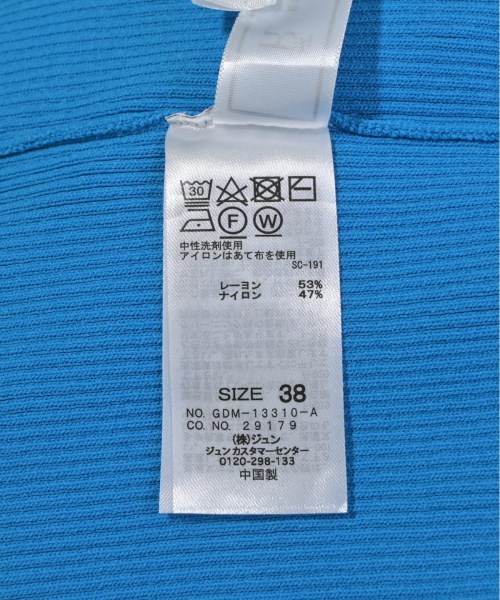 30
F W
中性洗剤使用
アイロンはあて布を使用
SC-191
レーヨン 53%
ナイロン 47%
SIZE 38
NO. GDM-13310-A
CO. NO. 29179
(株)ジュン
ジュンカスタマーセンター
0120-298-133
中国製